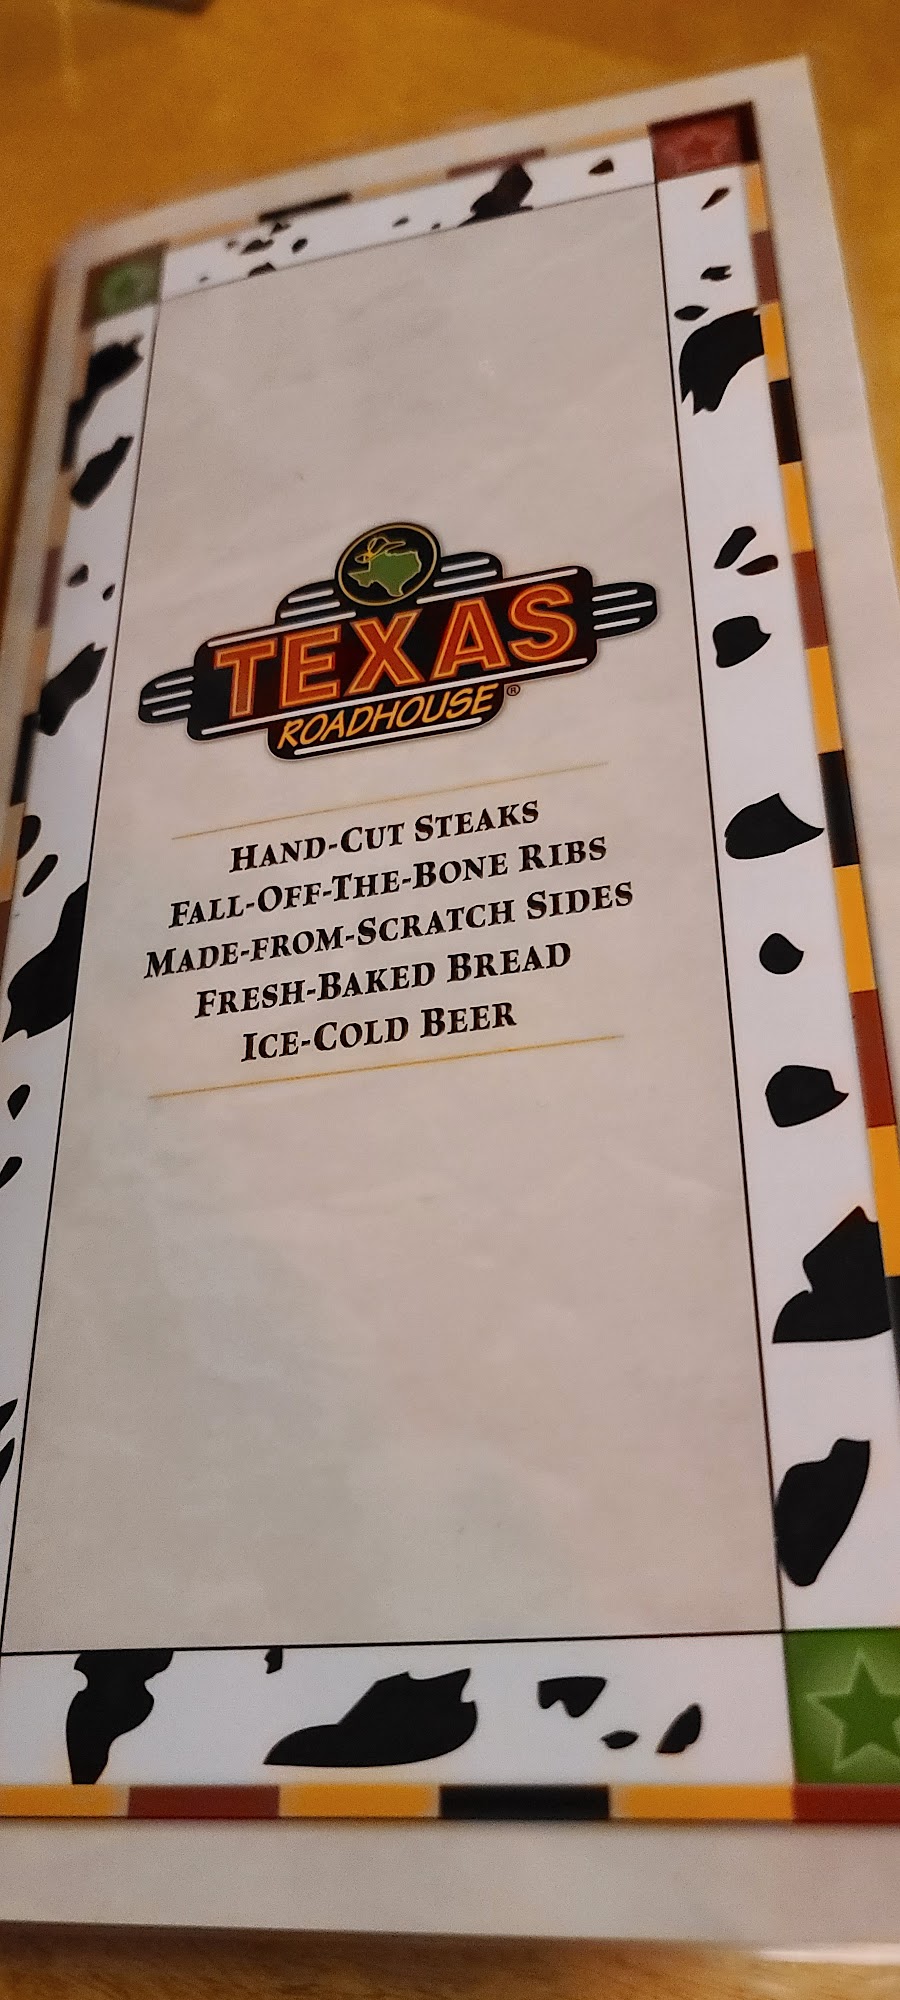 TEXAS
ROADHOUSE®
HAND-CUT STEAKS
FALL-OFF-THE-BONE RIBS
MADE-FROM-SCRATCH SIDES
FRESH-BAKED BREAD
ICE-COLD BEER